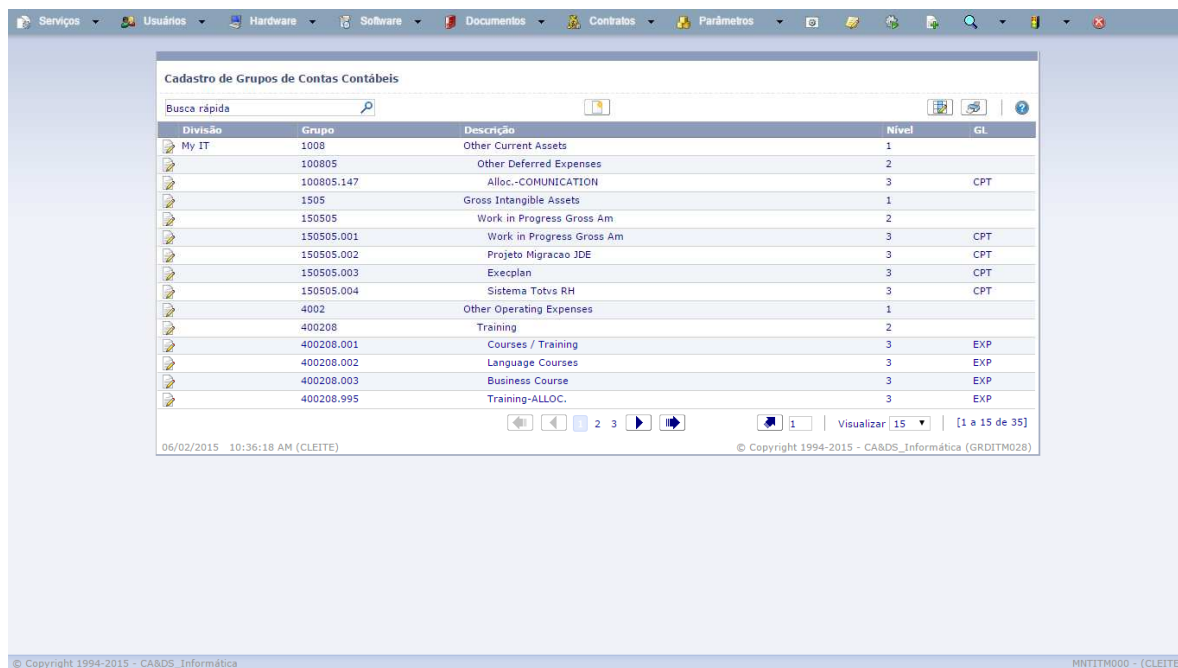 Serviços Usuários Hardware Software Documentos Contratos Parâmetros
Cadastro de Grupos de Contas Contábeis
Busca rápida
Divisão Grupo Descrição Nível GL
My IT 1008 Other Current Assets 1
100805 Other Deferred Expenses 2
100805.147 Alloc.-COMUNICATION 3 CPT
1505 Gross Intangible Assets 1
150505 Work in Progress Gross Am 2
150505.001 Work in Progress Gross Am 3 CPT
150505.002 Projeto Migracao JDE 3 CPT
150505.003 Execplan 3 CPT
150505.004 Sistema Totvs RH 3 CPT
4002 Other Operating Expenses 1
400208 Training 2
400208.001 Courses / Training 3 EXP
400208.002 Language Courses 3 EXP
400208.003 Business Course 3 EXP
400208.995 Training-ALLOC. 3 EXP
1 2 3 1 Visualizar 15 [1 a 15 de 35]
06/02/2015 10:36:18 AM (CLEITE) © Copyright 1994-2015 - CA&DS_Informática (GRDITM028)
© Copyright 1994-2015 - CA&DS_Informática MNTITM000 - (CLEITE